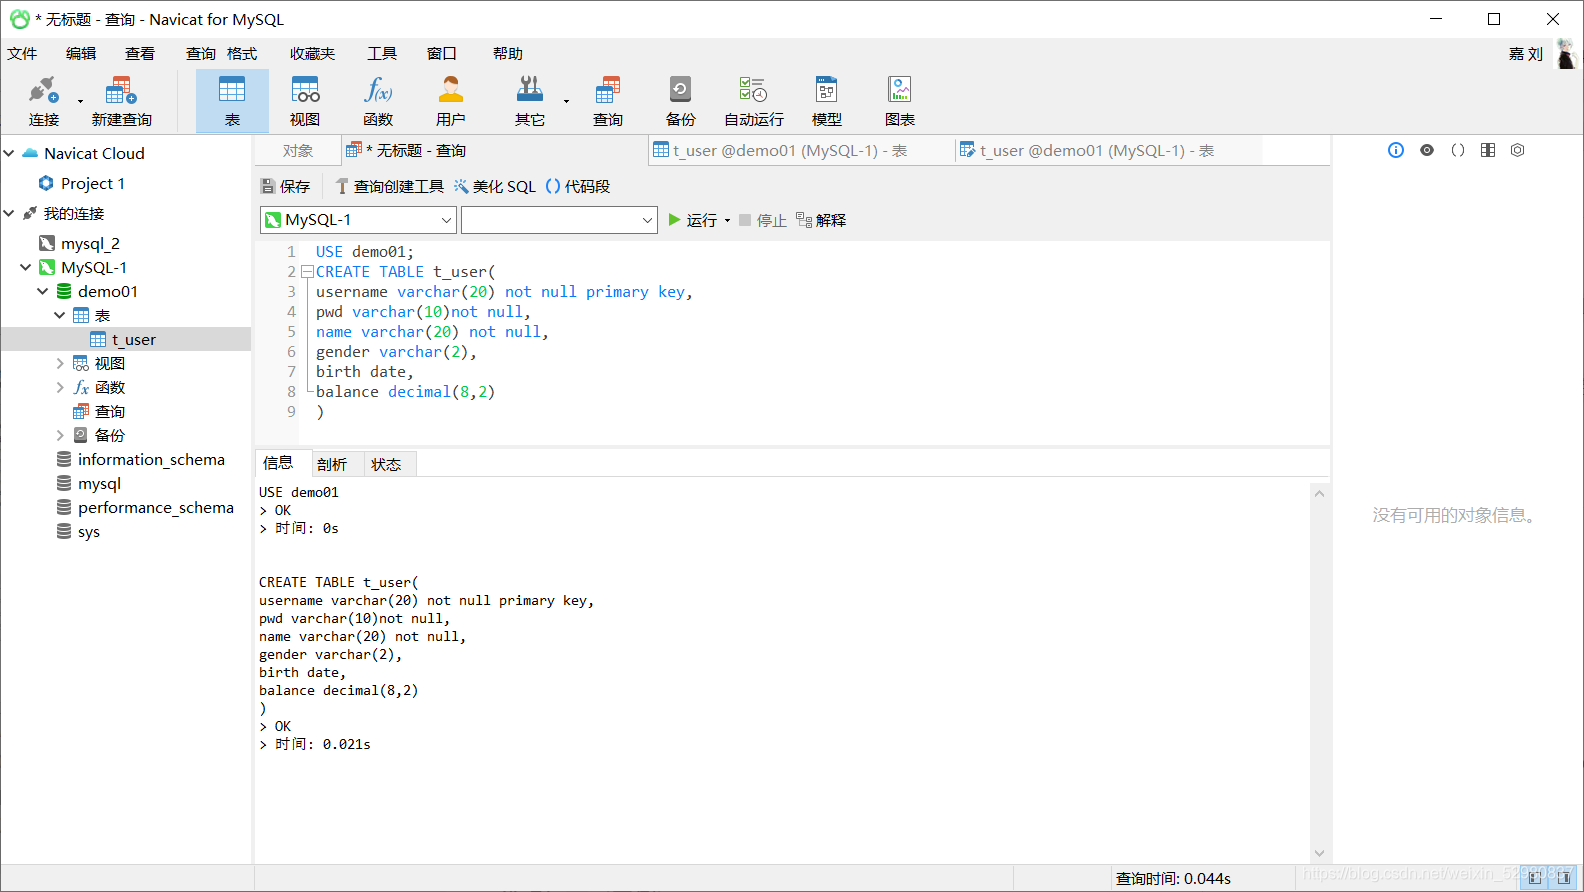 * 无标题 - 查询 - Navicat for MySQL
文件 编辑 查看 查询 格式 收藏夹 工具 窗口 帮助 嘉 刘
连接 新建查询 表 视图 函数 用户 其它 查询 备份 自动运行 模型 图表
Navicat Cloud
Project 1
我的连接
mysql_2
MySQL-1
demo01
表
t_user
视图
函数
查询
备份
information_schema
mysql
performance_schema
sys
对象 * 无标题 - 查询 t_user @demo01 (MySQL-1) - 表 t_user @demo01 (MySQL-1) - 表
保存 查询创建工具 美化 SQL () 代码段
MySQL-1 运行 停止 解释
1 USE demo01;
2 CREATE TABLE t_user(
3 username varchar(20) not null primary key,
4 pwd varchar(10)not null,
5 name varchar(20) not null,
6 gender varchar(2),
7 birth date,
8 balance decimal(8,2)
9 )
信息 剖析 状态
USE demo01
> OK
> 时间: 0s
CREATE TABLE t_user(
username varchar(20) not null primary key,
pwd varchar(10)not null,
name varchar(20) not null,
gender varchar(2),
birth date,
balance decimal(8,2)
)
> OK
> 时间: 0.021s
没有可用的对象信息。
查询时间: 0.044s